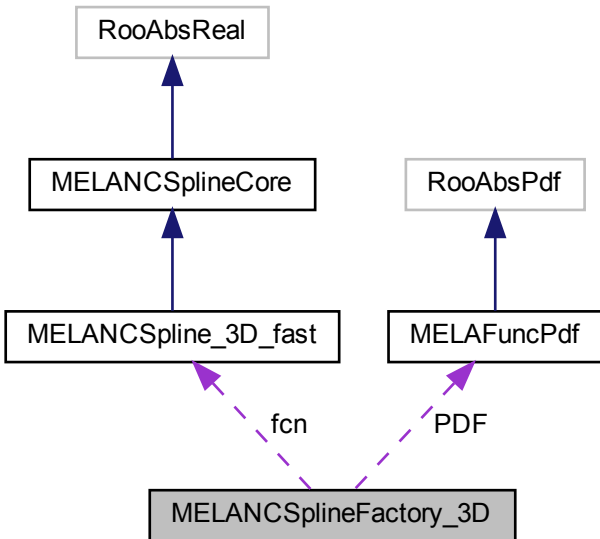 RooAbsReal
MELANCSplineCore
RooAbsPdf
MELANCSpline_3D_fast
MELAFuncPdf
fcn
PDF
MELANCSplineFactory_3D